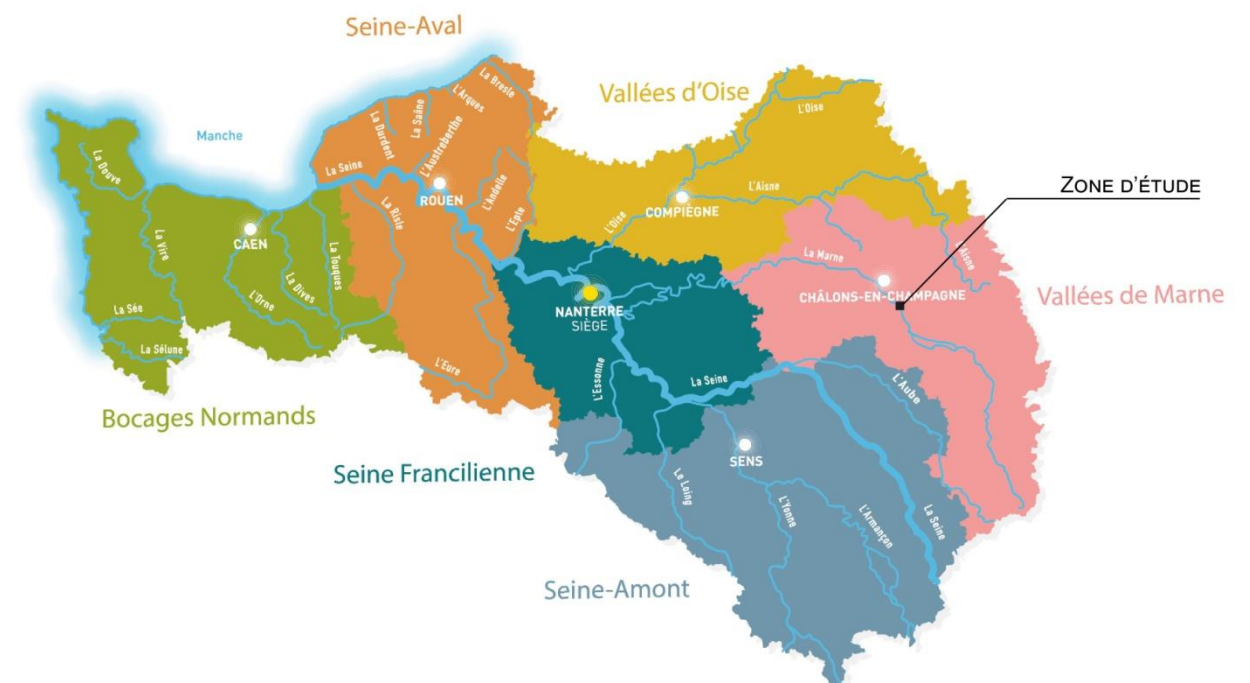 Seine-Aval
La Bresle
L'Arques
La Saâne
La Durdent
L'Austreberthe
Vallées d'Oise
L'Oise
Manche
La Seine
ROUEN
L'Andelle
L'Epte
La Risle
L'Eure
La Douve
La Vire
CAEN
L'Orne
La Dives
La Touques
La Sée
La Sélune
Bocages Normands
COMPIÈGNE
L'Aisne
L'Oise
ZONE D'ÉTUDE
La Marne
L'Aisne
CHÂLONS-EN-CHAMPAGNE
Vallées de Marne
NANTERRE
SIÈGE
L'Essonne
La Seine
L'Aube
Seine Francilienne
SENS
Le Loing
L'Yonne
L'Armançon
La Seine
Seine-Amont